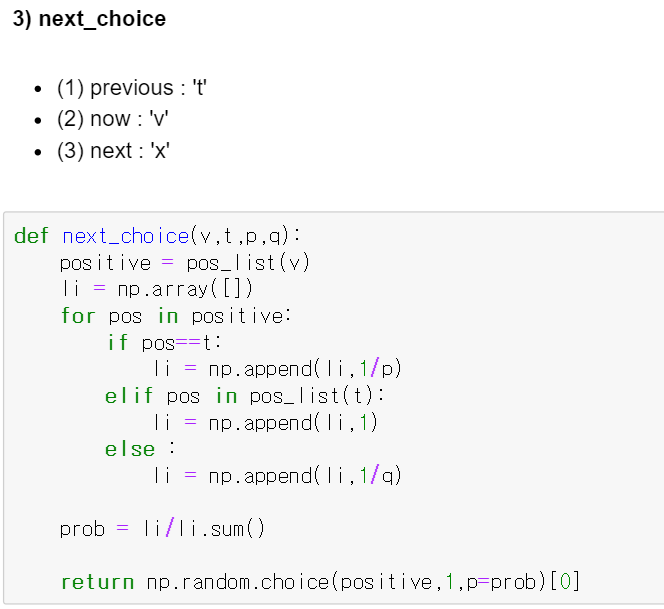 3) next_choice
(1) previous : 't'
(2) now : 'v'
(3) next : 'x'
def next_choice(v,t,p,q):
    positive = pos_list(v)
    li = np.array([])
    for pos in positive:
        if pos==t:
            li = np.append(li,1/p)
        elif pos in pos_list(t):
            li = np.append(li,1)
        else :
            li = np.append(li,1/q)
    prob = li/li.sum()
    return np.random.choice(positive,1,p=prob)[0]